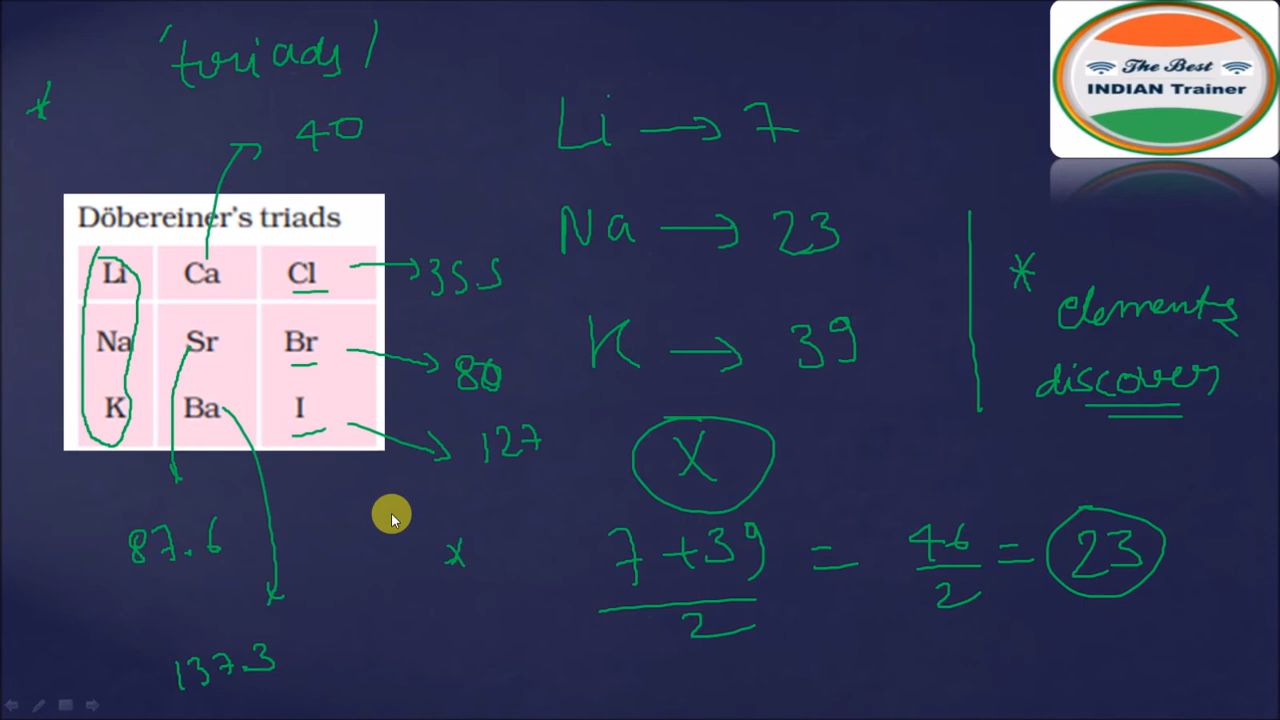 'triads'
40
Döbereiner's triads
Li Ca Cl
Na Sr Br
K Ba I
35.5
80
127
87.6
137.3
Li → 7
Na → 23
K → 39
X
7 + 39 / 2 = 46 / 2 = 23
* elements
discover
The Best
INDIAN Trainer